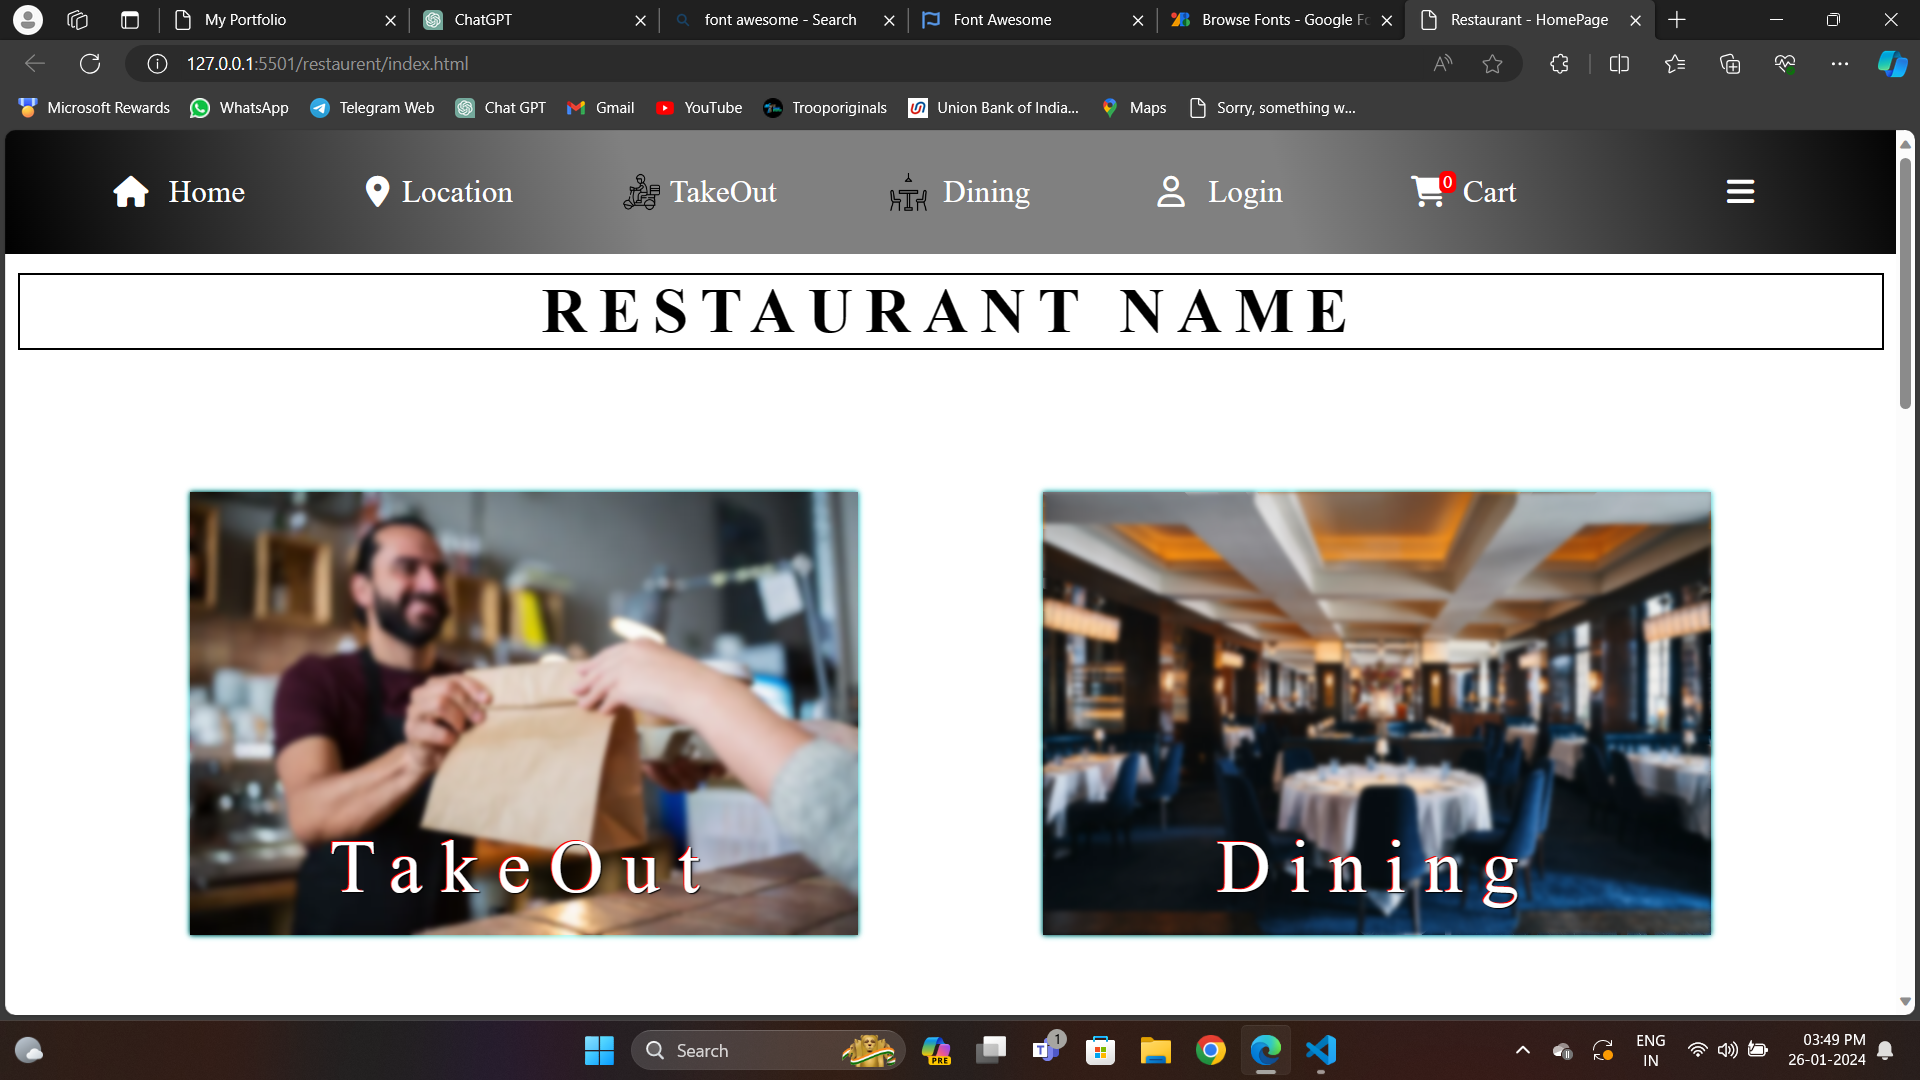 My Portfolio
ChatGPT
font awesome - Search
Font Awesome
Browse Fonts - Google Fo
Restaurant - HomePage
127.0.0.1:5501/restaurent/index.html
Microsoft Rewards
WhatsApp
Telegram Web
Chat GPT
Gmail
YouTube
Trooporiginals
Union Bank of India...
Maps
Sorry, something w...
Home
Location
TakeOut
Dining
Login
0
Cart
RESTAURANT NAME
TakeOut
Dining
Search
PRE
1
ENG
IN
03:49 PM
26-01-2024